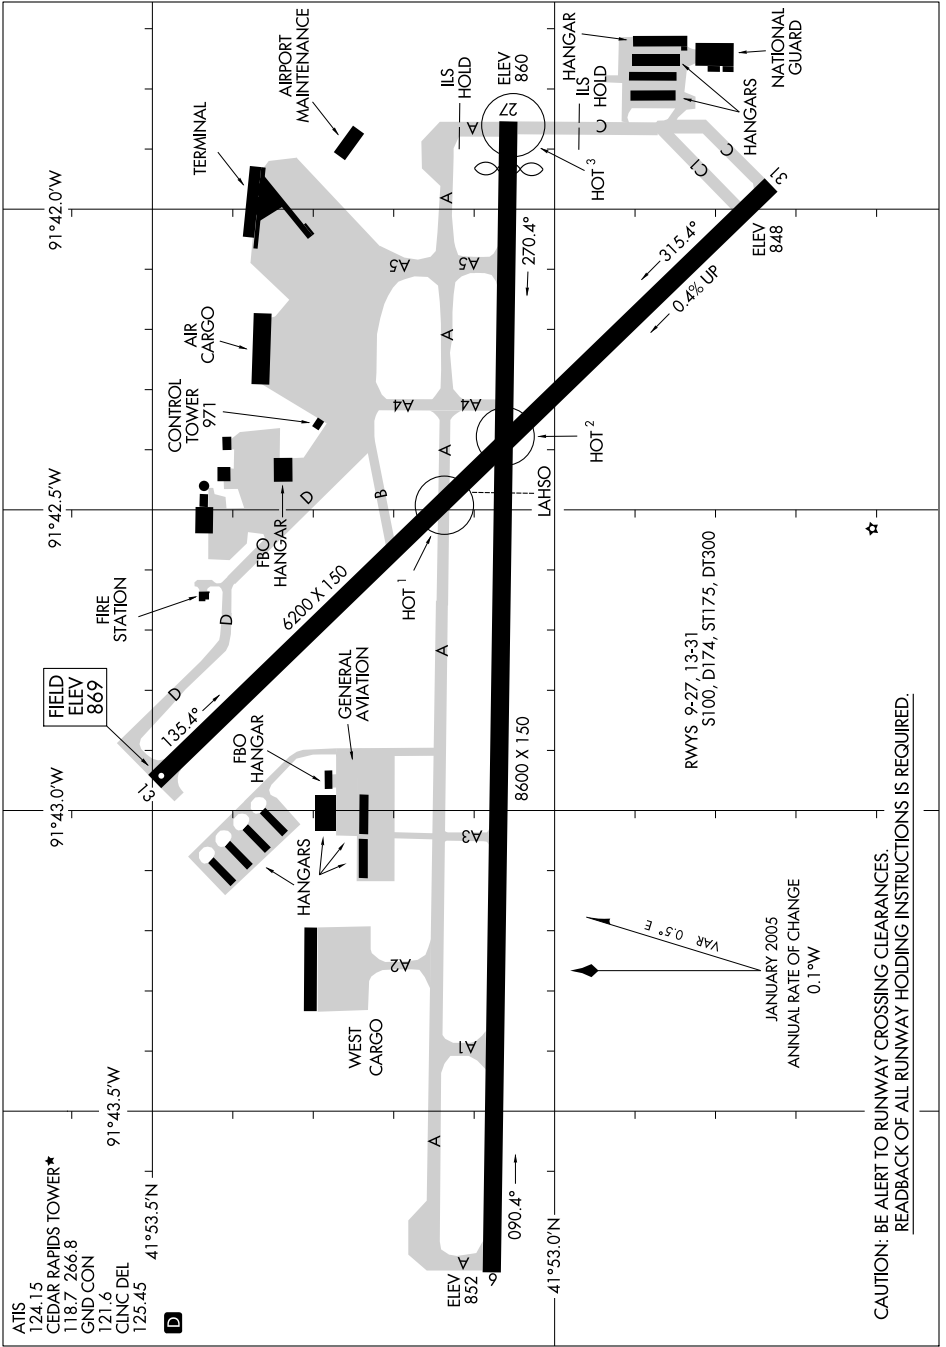 ATIS
124.15
CEDAR RAPIDS TOWER★
118.7 266.8
GND CON
121.6
CLNC DEL
125.45
D
91°43.5'W
91°43.0'W
91°42.5'W
91°42.0'W
41°53.5'N
41°53.0'N
FIELD
ELEV
869
FIRE
STATION
CONTROL
TOWER
971
AIR
CARGO
TERMINAL
AIRPORT
MAINTENANCE
13
135.4°
D
D
D
FBO
HANGAR
6200 X 150
B
A4
A4
A5
A5
FBO
HANGAR
GENERAL
AVIATION
HANGARS
WEST
CARGO
A2
A1
A3
A
A
A
A
A
A
A
A
HOT 1
HOT 2
HOT 3
LAHSO
ILS
HOLD
ILS
HOLD
ELEV
860
27
270.4°
HANGAR
HANGARS
NATIONAL
GUARD
C
C
C1
31
315.4°
0.4% UP
ELEV
848
ELEV
852
9
090.4°
8600 X 150
RWYS 9-27, 13-31
S100, D174, ST175, DT300
VAR 0.5° E
JANUARY 2005
ANNUAL RATE OF CHANGE
0.1°W
CAUTION: BE ALERT TO RUNWAY CROSSING CLEARANCES.
READBACK OF ALL RUNWAY HOLDING INSTRUCTIONS IS REQUIRED.